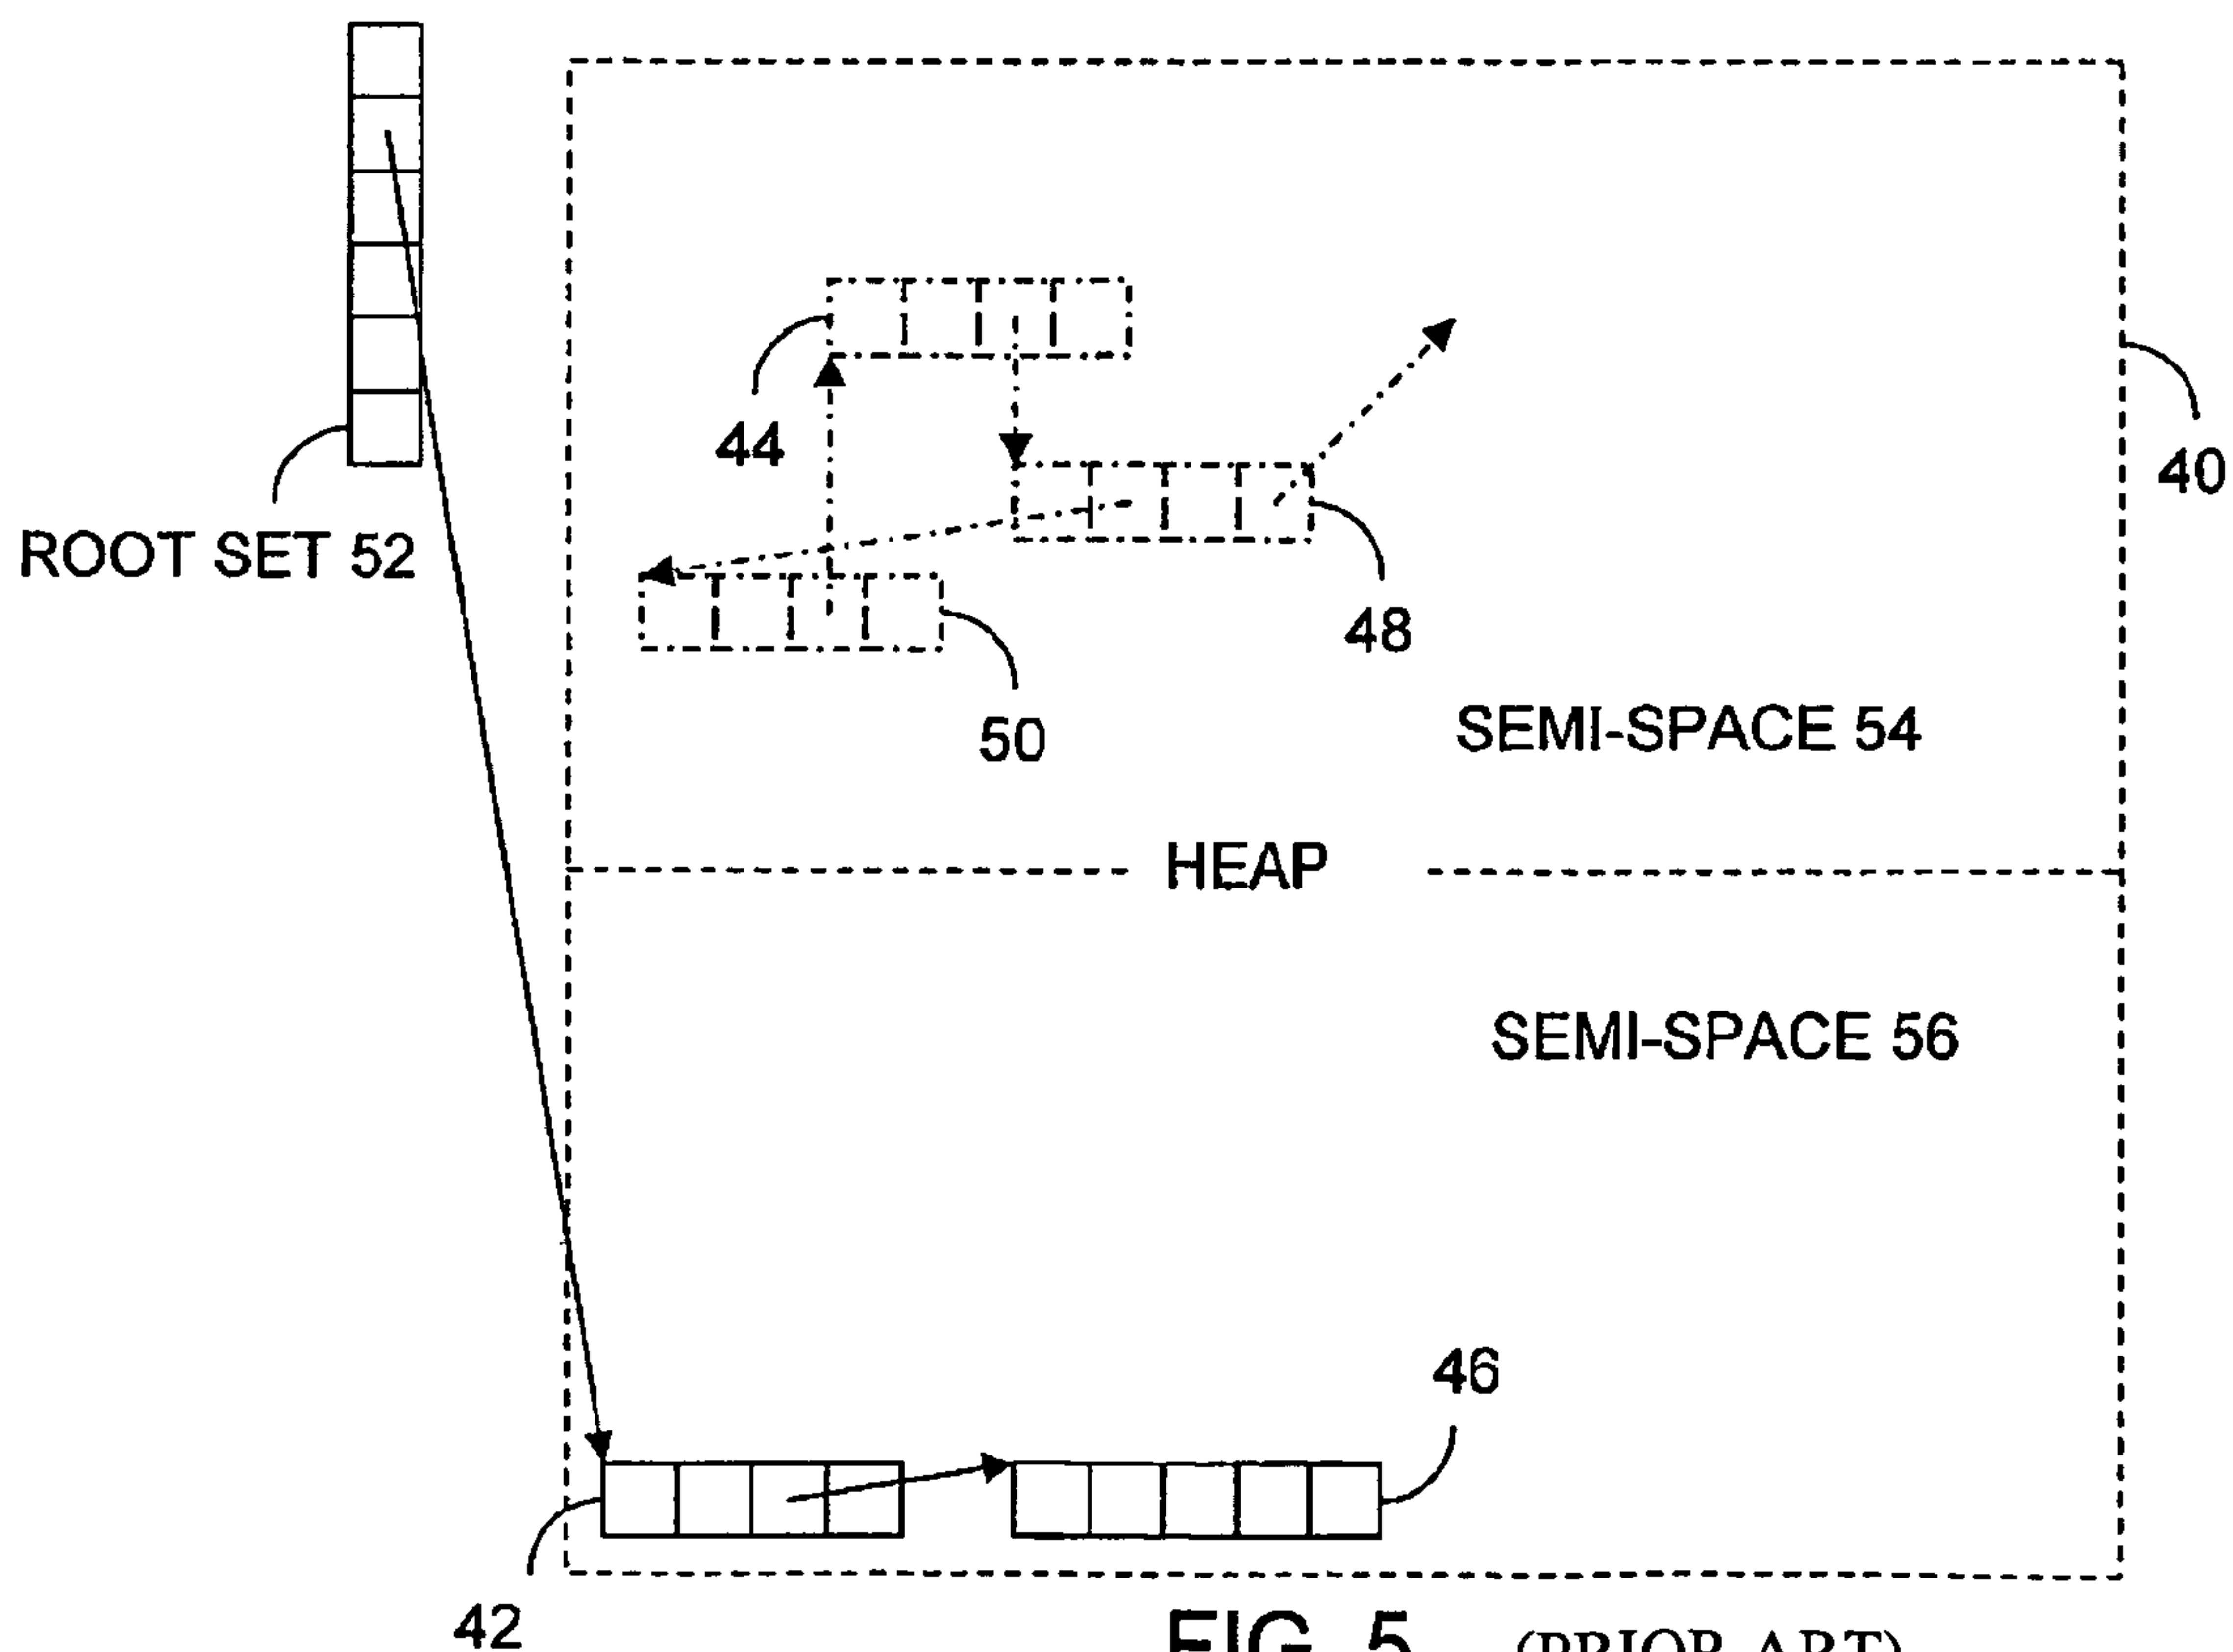 44
40
ROOT SET 52
48
50
SEMI-SPACE 54
HEAP
SEMI-SPACE 56
46
42
FIG. 5 (PRIOR ART)